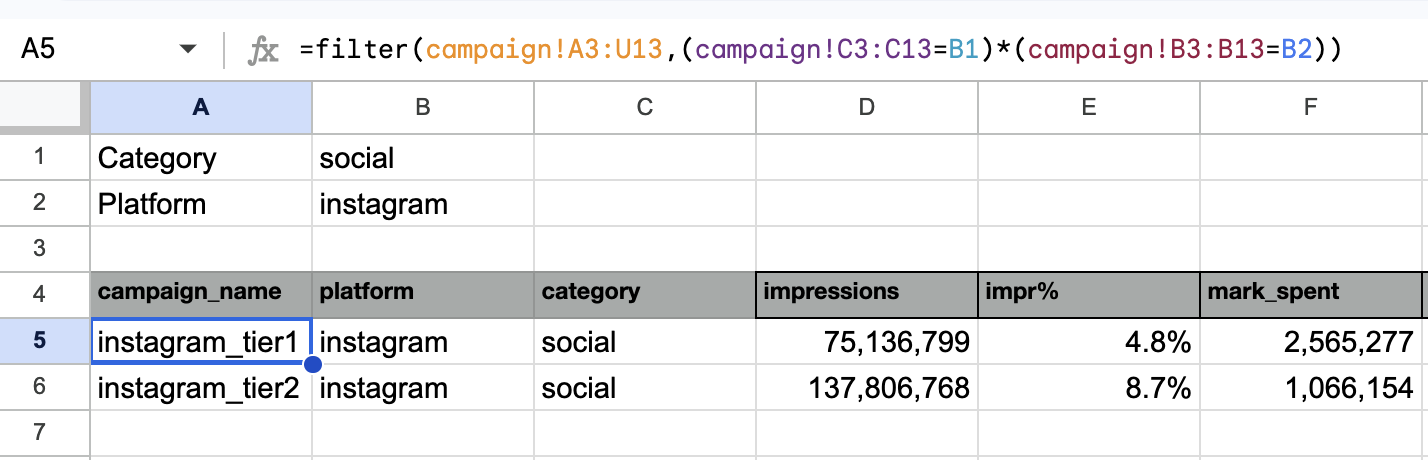 A5 fx =filter(campaign!A3:U13,(campaign!C3:C13=B1)*(campaign!B3:B13=B2))
A B C D E F
1 Category social
2 Platform instagram
3
4 campaign_name platform category impressions impr% mark_spent
5 instagram_tier1 instagram social 75,136,799 4.8% 2,565,277
6 instagram_tier2 instagram social 137,806,768 8.7% 1,066,154
7